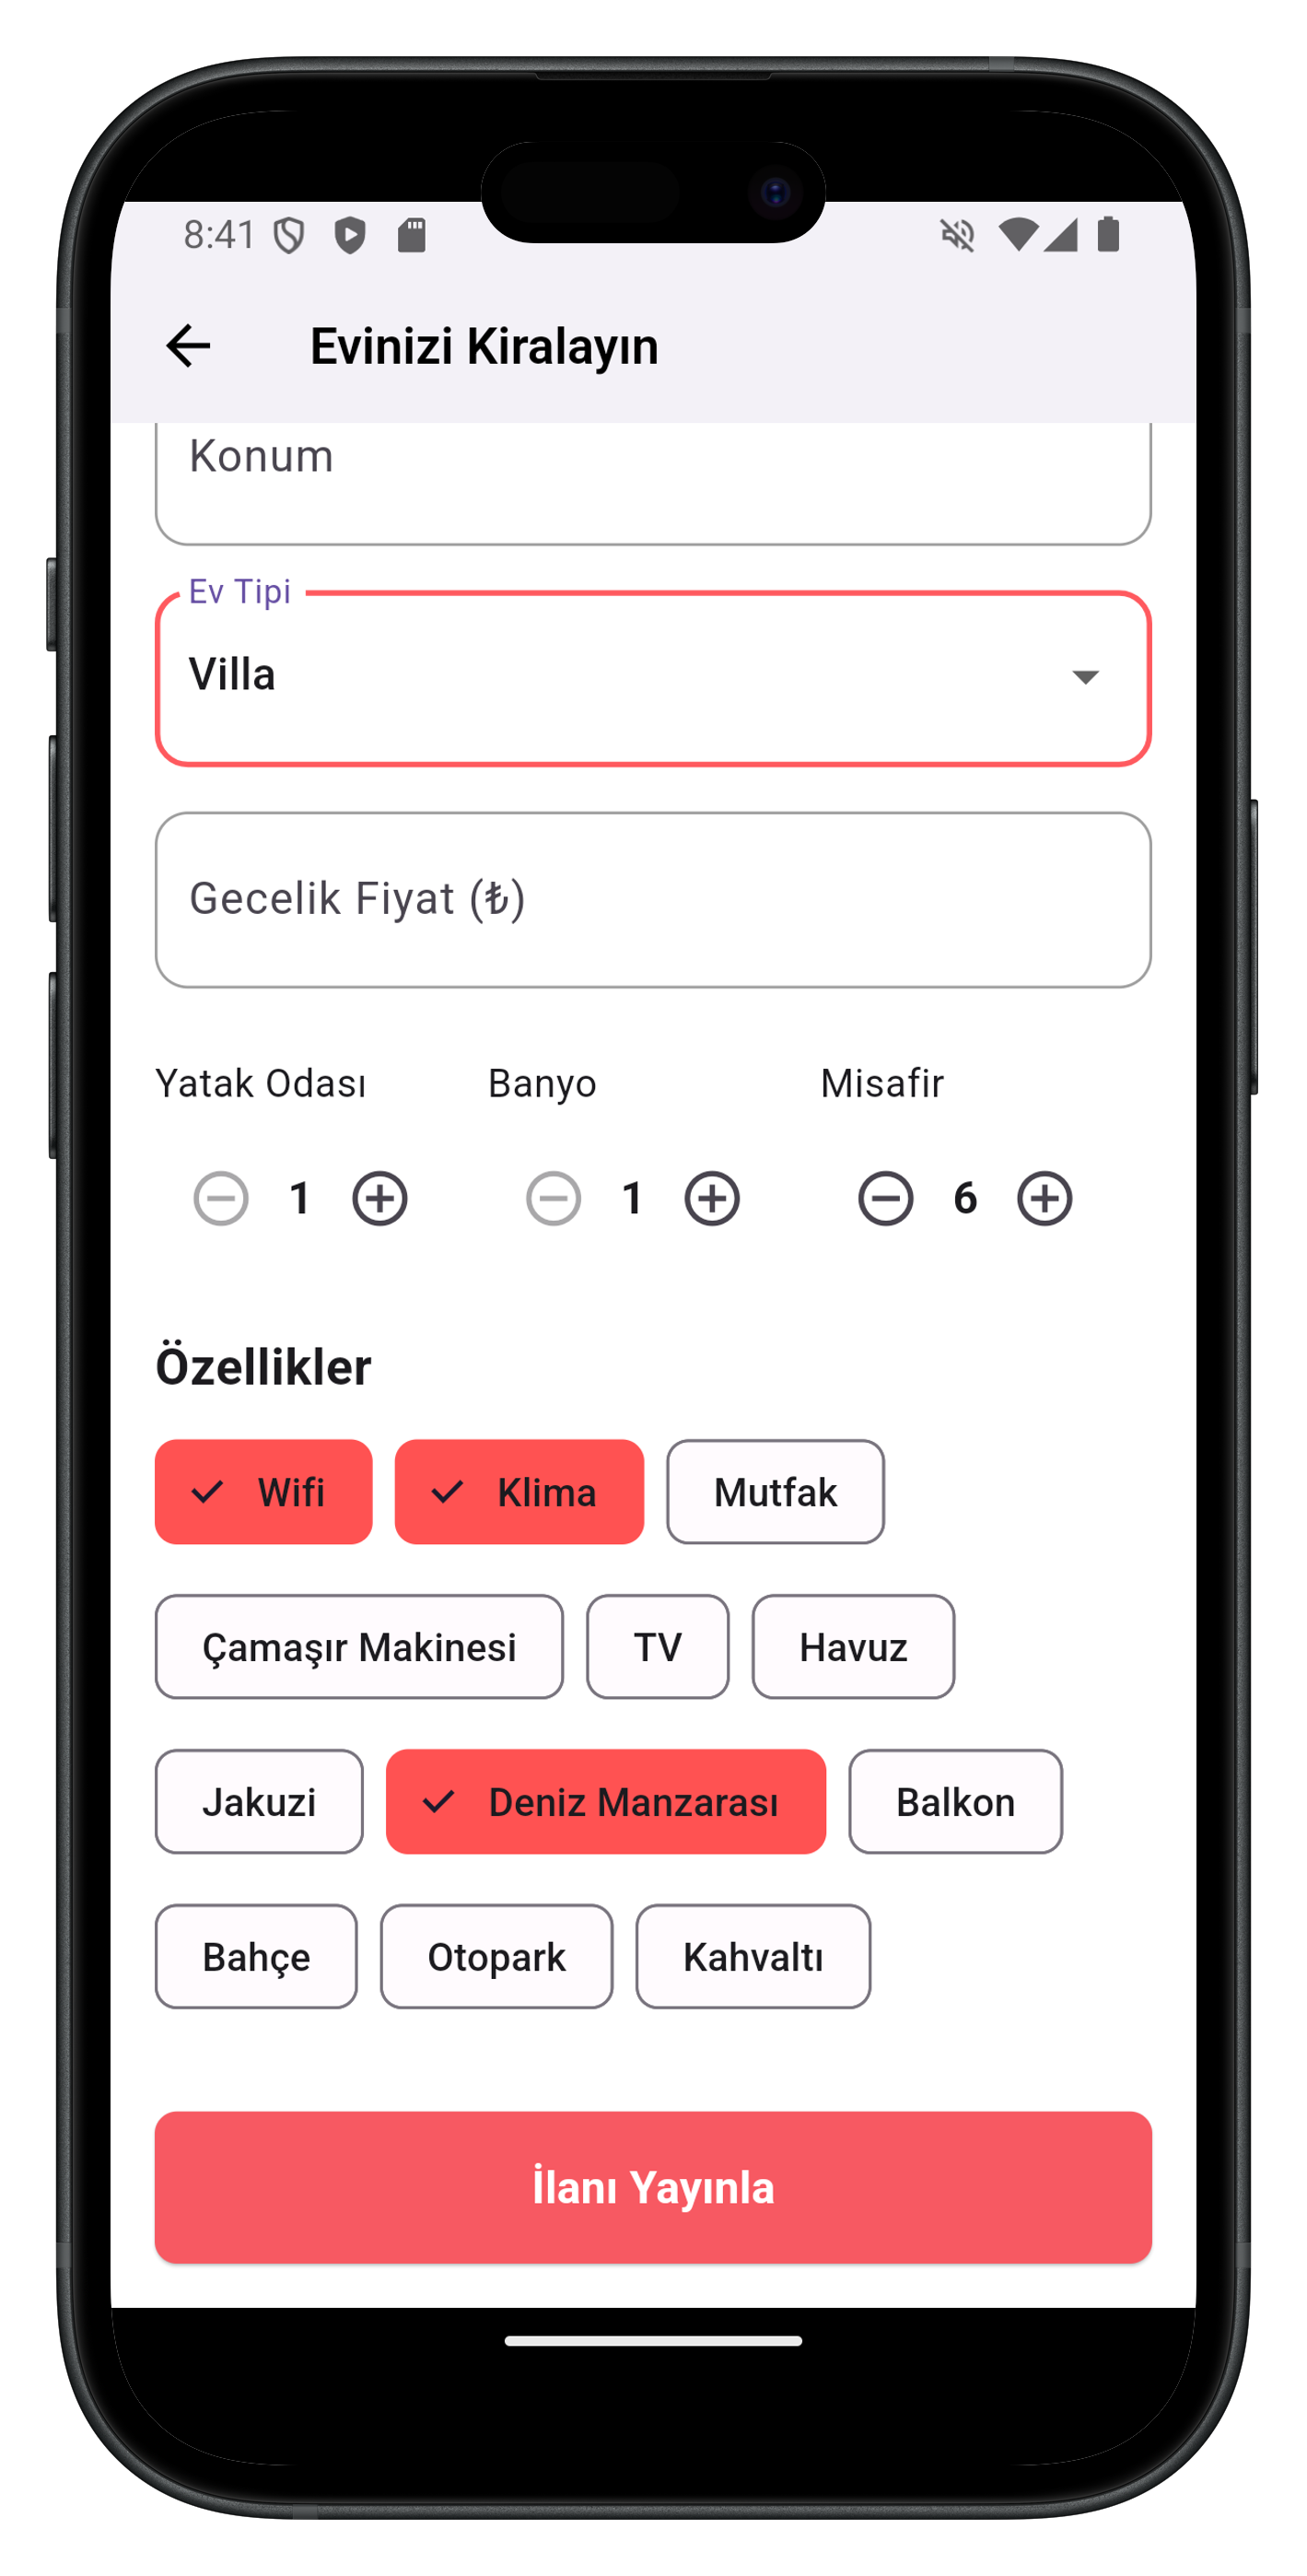 8:41
Evinizi Kiralayın
Konum
Ev Tipi
Villa
Gecelik Fiyat (₺)
Yatak Odası Banyo Misafir
1 1 6
Özellikler
Wifi Klima Mutfak
Çamaşır Makinesi TV Havuz
Jakuzi Deniz Manzarası Balkon
Bahçe Otopark Kahvaltı
İlanı Yayınla